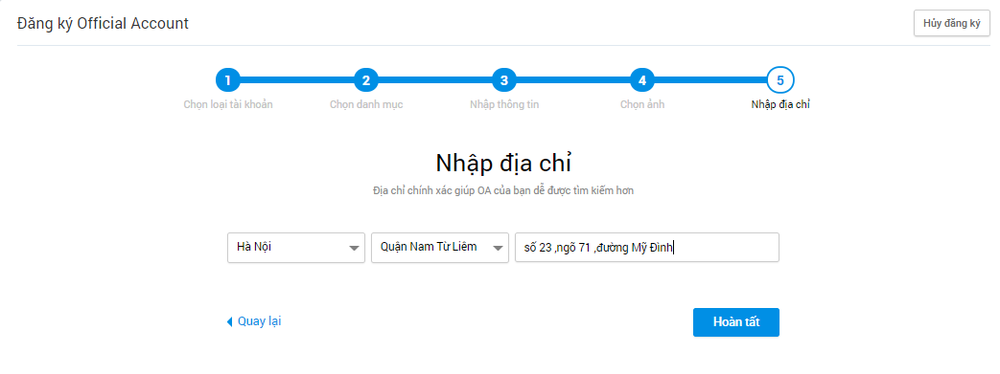 Đăng ký Official Account
Hủy đăng ký
1 2 3 4 5
Chọn loại tài khoản Chọn danh mục Nhập thông tin Chọn ảnh Nhập địa chỉ
Nhập địa chỉ
Địa chỉ chính xác giúp OA của bạn dễ được tìm kiếm hơn
Hà Nội Quận Nam Từ Liêm số 23 ,ngõ 71 ,đường Mỹ Đình
Quay lại Hoàn tất